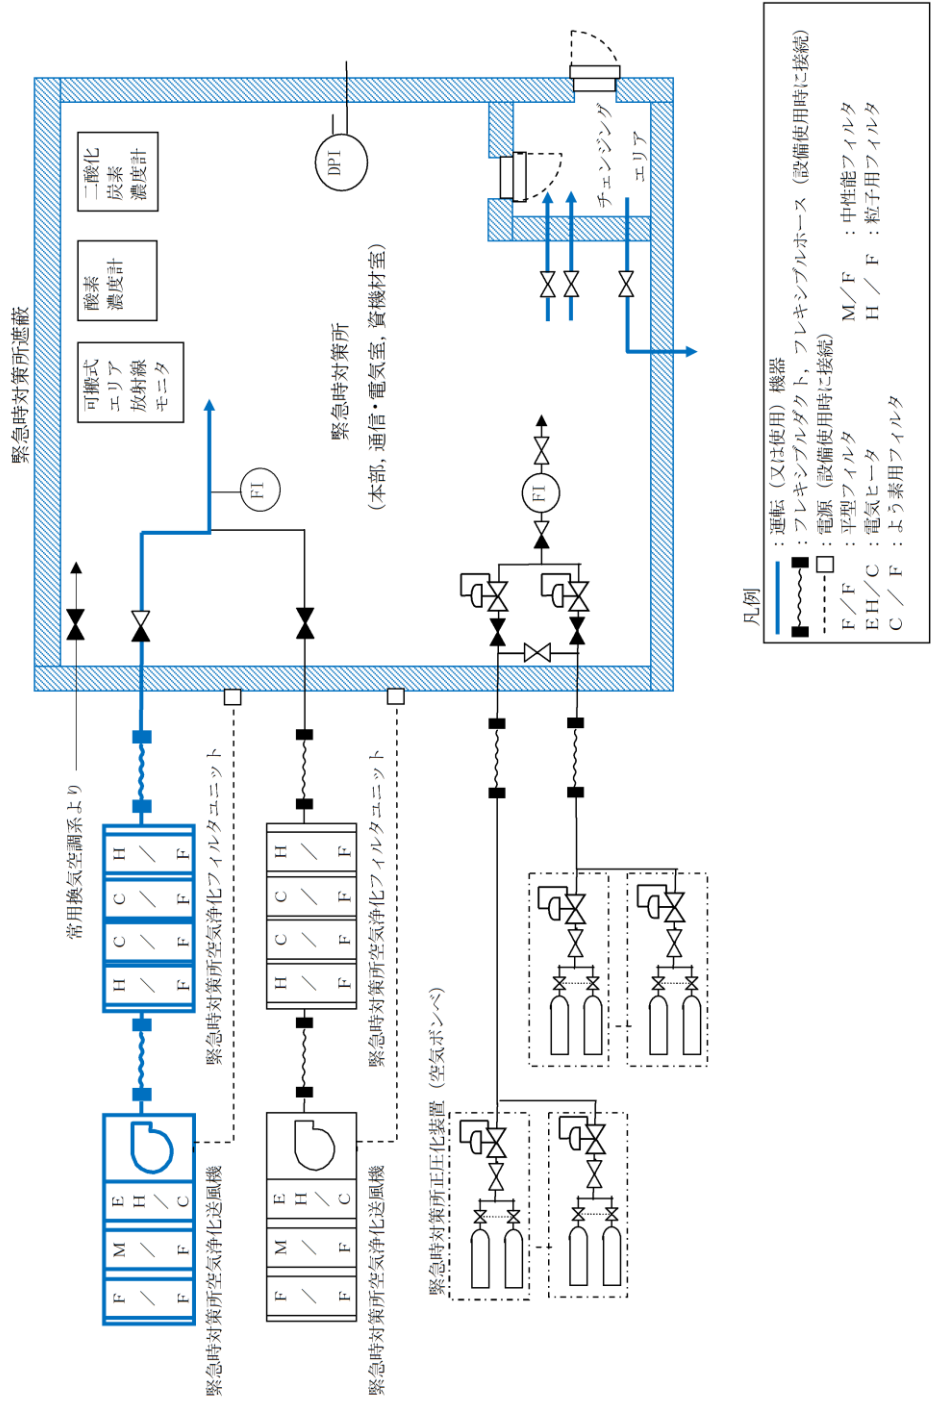 緊急時対策所遮蔽
二酸化
炭素
濃度計
酸素
濃度計
可搬式
エリア
放射線
モニタ
DPI
FI
緊急時対策所
(本部,通信・電気室,資機材室)
チェンジング
エリア
FI
常用換気空調系より
F/F
M/F
EH/C
H/F
C/F
C/F
H/F
緊急時対策所空気浄化送風機
緊急時対策所空気浄化フィルタユニット
F/F
M/F
EH/C
H/F
C/F
C/F
H/F
緊急時対策所空気浄化送風機
緊急時対策所空気浄化フィルタユニット
緊急時対策所正圧化装置（空気ボンベ）
凡例
：運転（又は使用）機器
：フレキシブルダクト，フレキシブルホース（設備使用時に接続）
：電源（設備使用時に接続）
F/F ：平型フィルタ M/F ：中性能フィルタ
EH/C ：電気ヒータ H／F ：粒子用フィルタ
C／F ：よう素用フィルタ